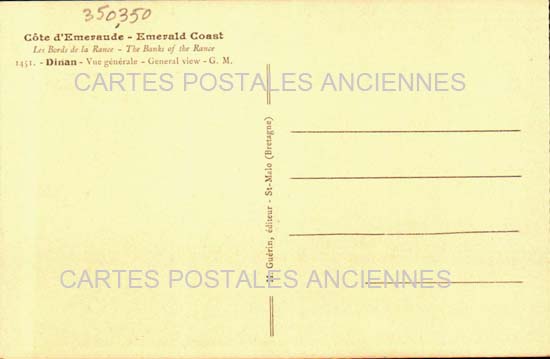 350350
Côte d'Emeraude - Emerald Coast
Les Bords de la Rance - The Banks of the Rance
1451. - Dinan - Vue générale - General view - G. M.
CARTES POSTALES ANCIENNES
Guérin, éditeur - St-Malo (Bretagne)
CARTES POSTALES ANCIENNES